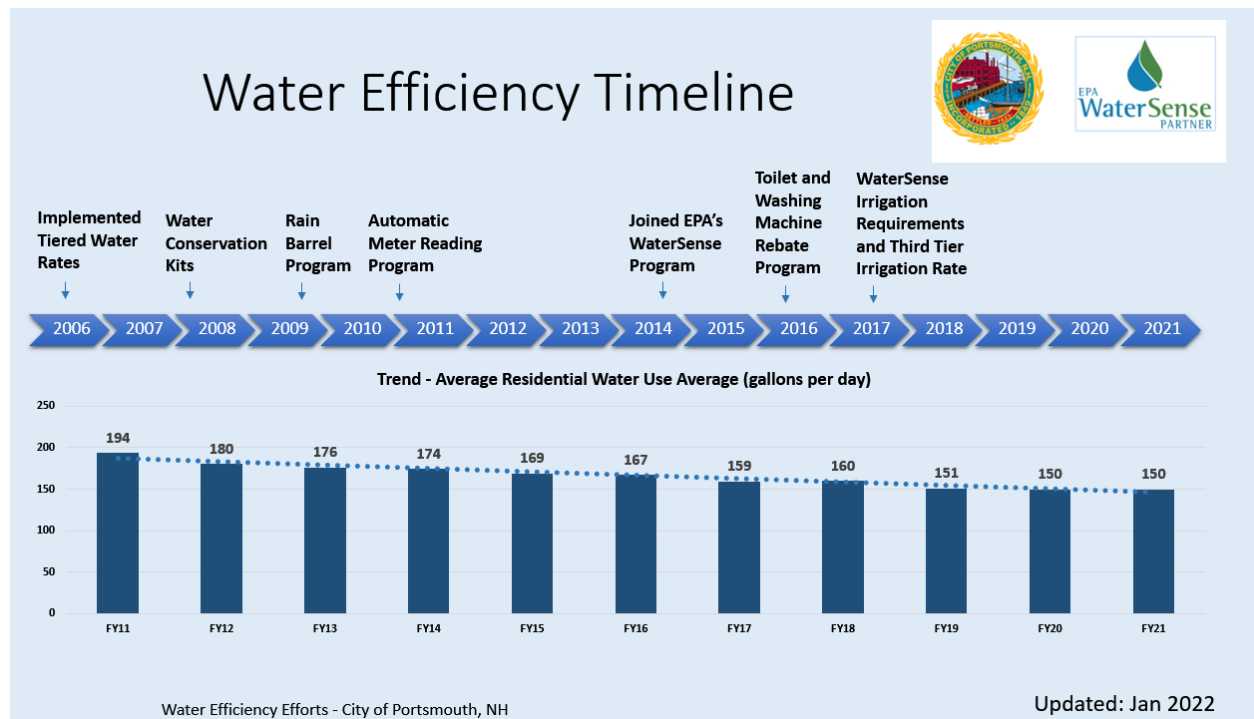 Water Efficiency Timeline
CITY OF PORTSMOUTH, N.H.
INCORPORATED 1849
EPA
WaterSense
PARTNER
Implemented
Tiered Water
Rates
Water
Conservation
Kits
Rain
Barrel
Program
Automatic
Meter Reading
Program
Joined EPA's
WaterSense
Program
Toilet and
Washing
Machine
Rebate
Program
WaterSense
Irrigation
Requirements
and Third Tier
Irrigation Rate
2006 2007 2008 2009 2010 2011 2012 2013 2014 2015 2016 2017 2018 2019 2020 2021
Trend - Average Residential Water Use Average (gallons per day)
250
200
150
100
50
0
194 180 176 174 169 167 159 160 151 150 150
FY11 FY12 FY13 FY14 FY15 FY16 FY17 FY18 FY19 FY20 FY21
Water Efficiency Efforts - City of Portsmouth, NH
Updated: Jan 2022